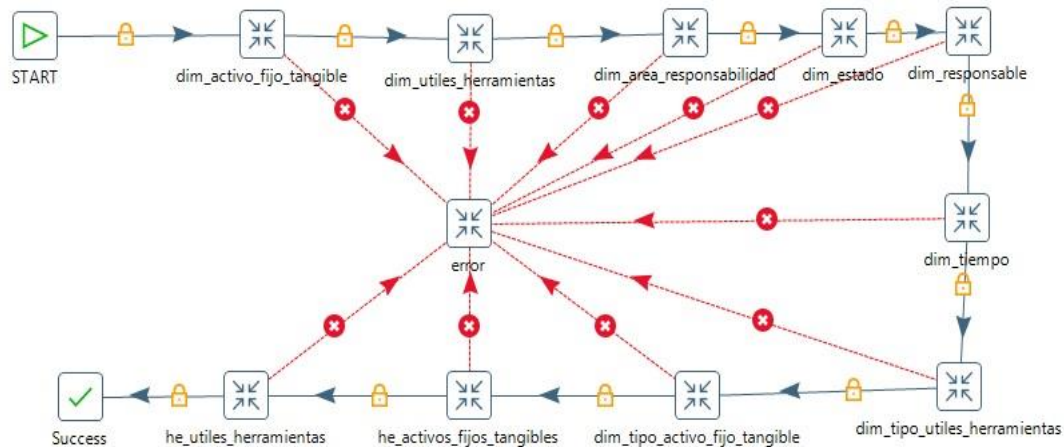 START
dim_activo_fijo_tangible
dim_utiles_herramientas
dim_area_responsabilidad
dim_estado
dim_responsable
error
dim_tiempo
Success
he_utiles_herramientas
he_activos_fijos_tangibles
dim_tipo_activo_fijo_tangible
dim_tipo_utiles_herramientas